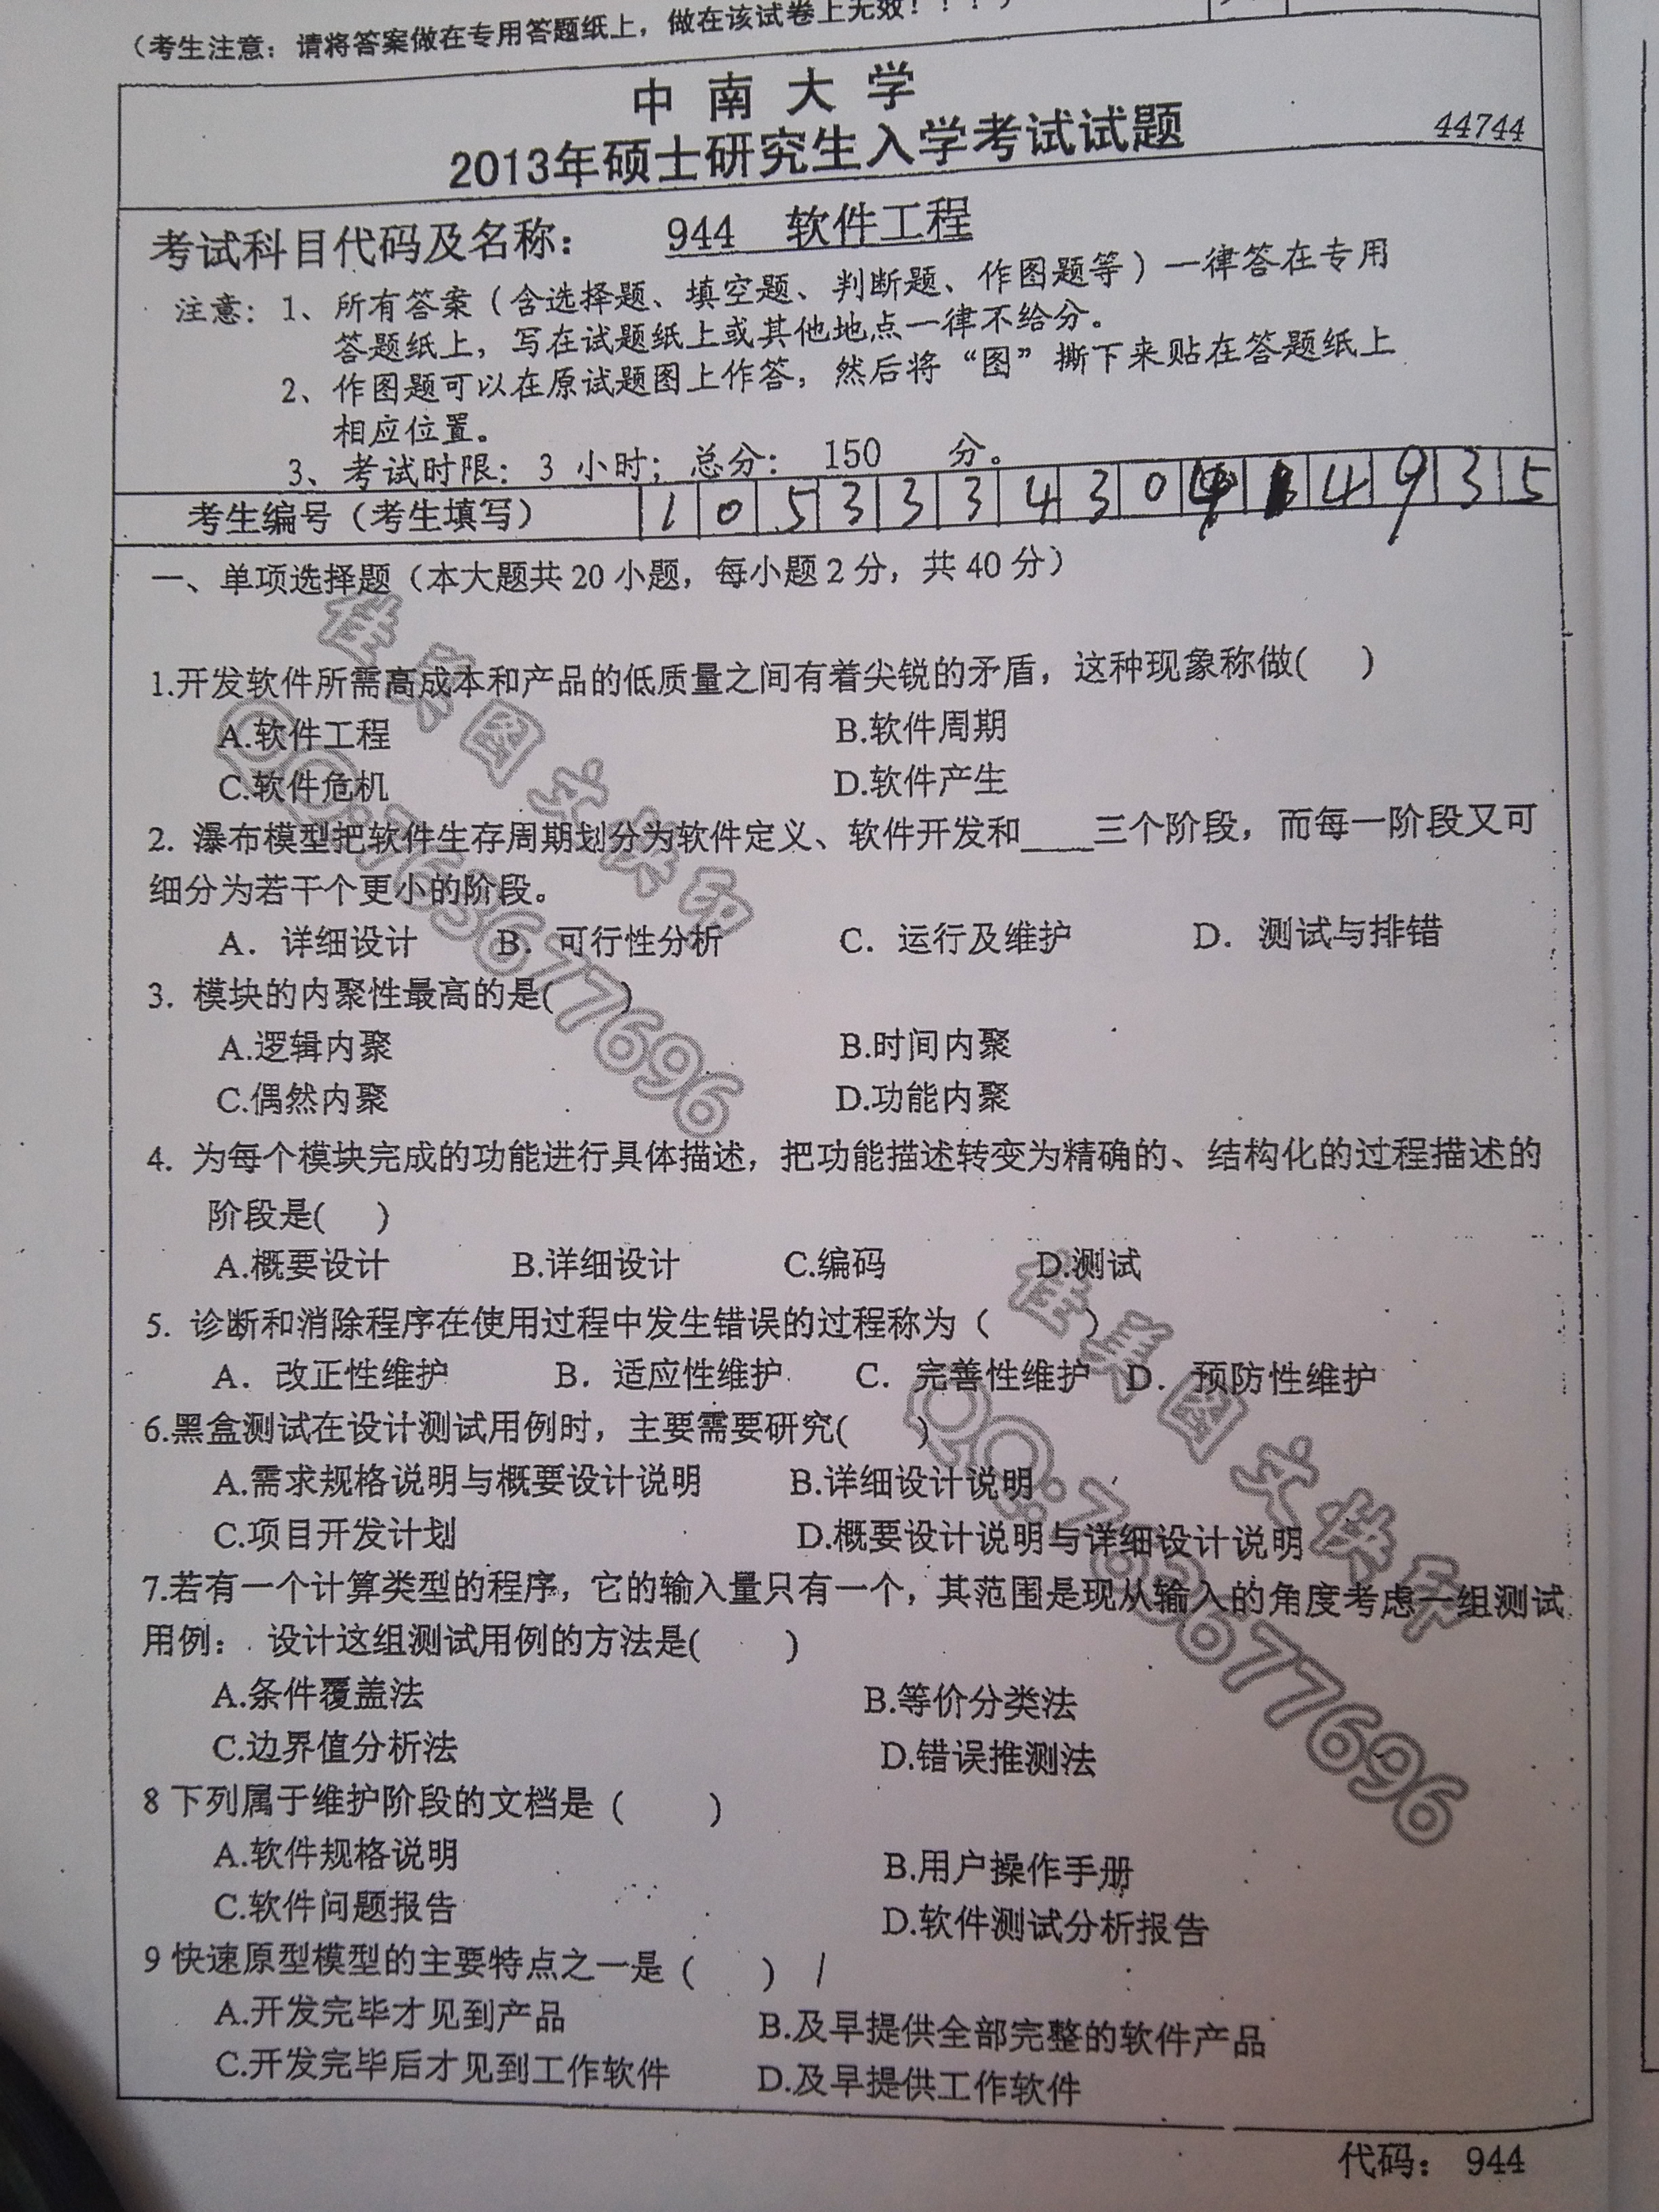 （考生注意：请将答案做在专用答题纸上，做在该试卷上无效！！！）
中 南 大 学
2013年硕士研究生入学考试试题
44744
考试科目代码及名称： 944 软件工程
注意：1、所有答案（含选择题、填空题、判断题、作图题等）一律答在专用
答题纸上，写在试题纸上或其他地点一律不给分。
2、作图题可以在原试题图上作答，然后将“图”撕下来贴在答题纸上
相应位置。
3、考试时限：3 小时；总分： 150 分。
考生编号（考生填写） 1 0 5 3 3 3 4 3 0 4 1 4 9 3 5
一、单项选择题（本大题共 20 小题，每小题 2 分，共 40 分）
1.开发软件所需高成本和产品的低质量之间有着尖锐的矛盾，这种现象称做( )
A.软件工程 B.软件周期
C.软件危机 D.软件产生
2. 瀑布模型把软件生存周期划分为软件定义、软件开发和____三个阶段，而每一阶段又可
细分为若干个更小的阶段。
A. 详细设计 B. 可行性分析 C. 运行及维护 D. 测试与排错
3. 模块的内聚性最高的是( )
A.逻辑内聚 B.时间内聚
C.偶然内聚 D.功能内聚
4. 为每个模块完成的功能进行具体描述，把功能描述转变为精确的、结构化的过程描述的
阶段是( )
A.概要设计 B.详细设计 C.编码 D.测试
5. 诊断和消除程序在使用过程中发生错误的过程称为（ ）
A. 改正性维护 B. 适应性维护 C. 完善性维护 D. 预防性维护
6.黑盒测试在设计测试用例时，主要需要研究( )
A.需求规格说明与概要设计说明 B.详细设计说明
C.项目开发计划 D.概要设计说明与详细设计说明
7.若有一个计算类型的程序，它的输入量只有一个，其范围是现从输入的角度考虑一组测试
用例： 设计这组测试用例的方法是( )
A.条件覆盖法 B.等价分类法
C.边界值分析法 D.错误推测法
8 下列属于维护阶段的文档是（ ）
A.软件规格说明 B.用户操作手册
C.软件问题报告 D.软件测试分析报告
9 快速原型模型的主要特点之一是（ ）
A.开发完毕才见到产品 B.及早提供全部完整的软件产品
C.开发完毕后才见到工作软件 D.及早提供工作软件
代码： 944
QQ:763677696
QQ:763677696